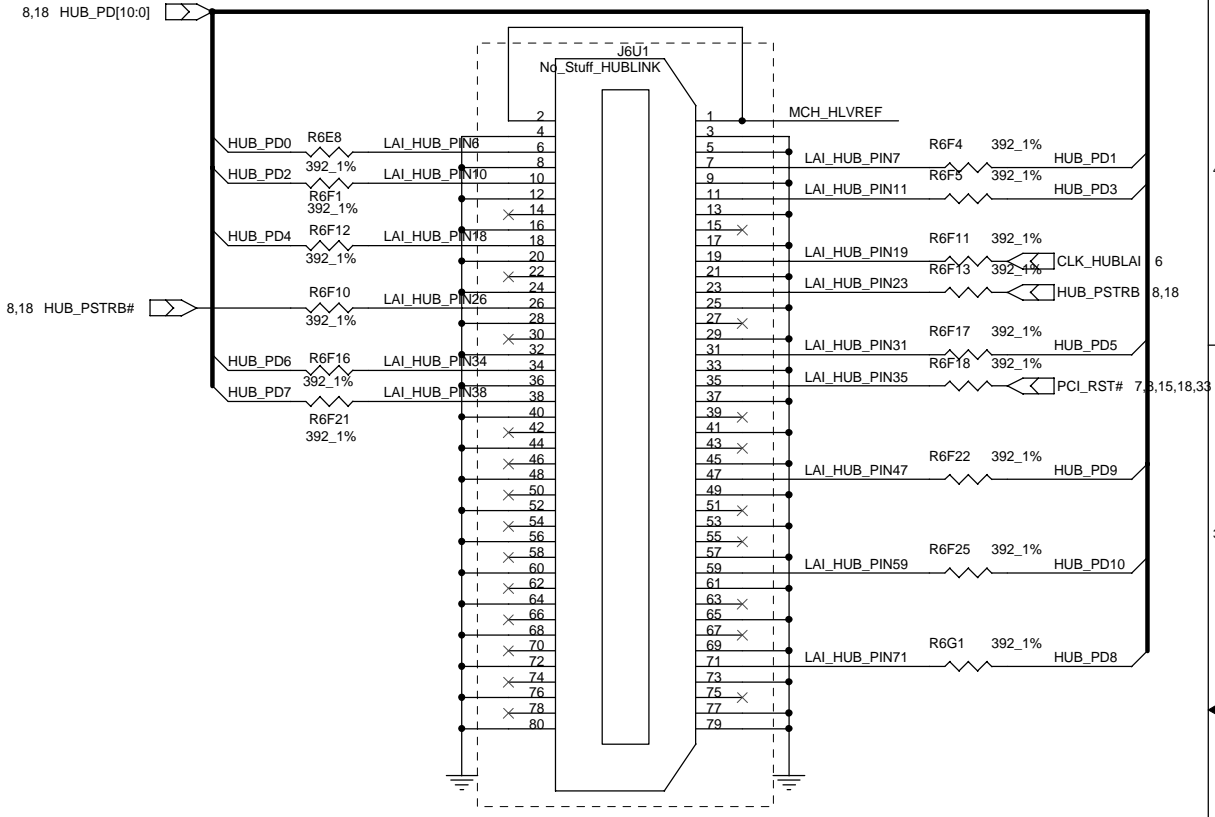 8,18 HUB_PD[10:0]
J6U1
No_Stuff_HUBLINK
MCH_HLVREF
2 1
4 3
HUB_PD0 R6E8 392_1% LAI_HUB_PIN6 6 5
8 7 LAI_HUB_PIN7 R6F4 392_1% HUB_PD1
HUB_PD2 R6F1 392_1% LAI_HUB_PIN10 10 9
12 11 LAI_HUB_PIN11 R6F5 392_1% HUB_PD3
14 13
16 15
HUB_PD4 R6F12 392_1% LAI_HUB_PIN18 18 17
20 19 LAI_HUB_PIN19 R6F11 392_1% CLK_HUBLAI 6
22 21
24 23 LAI_HUB_PIN23 R6F13 392_1% HUB_PSTRB 8,18
8,18 HUB_PSTRB# R6F10 392_1% LAI_HUB_PIN26 26 25
28 27
30 29
32 31 LAI_HUB_PIN31 R6F17 392_1% HUB_PD5
HUB_PD6 R6F16 392_1% LAI_HUB_PIN34 34 33
36 35 LAI_HUB_PIN35 R6F18 392_1% PCI_RST# 7,8,15,18,33
HUB_PD7 R6F21 392_1% LAI_HUB_PIN38 38 37
40 39
42 41
44 43
46 45
48 47 LAI_HUB_PIN47 R6F22 392_1% HUB_PD9
50 49
52 51
54 53
56 55
58 57
60 59 LAI_HUB_PIN59 R6F25 392_1% HUB_PD10
62 61
64 63
66 65
68 67
70 69
72 71 LAI_HUB_PIN71 R6G1 392_1% HUB_PD8
74 73
76 75
78 77
80 79